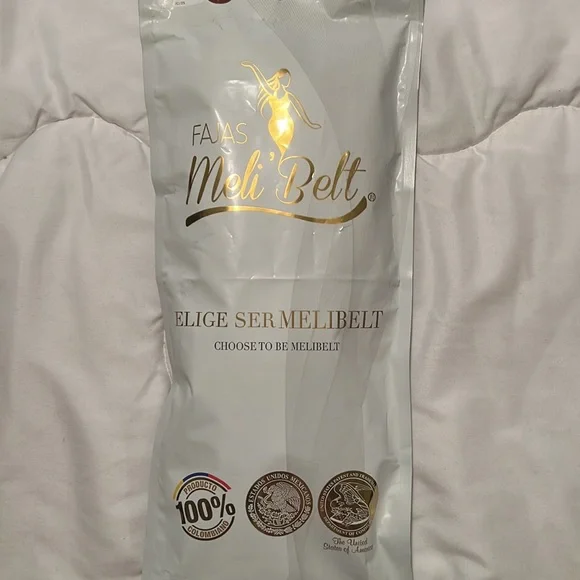 FAJAS
Meli'Belt®
ELIGE SER MELIBELT
CHOOSE TO BE MELIBELT
PRODUCTO
100%
COLOMBIANO
ESTADOS UNIDOS MEXICANOS
The United
States of America